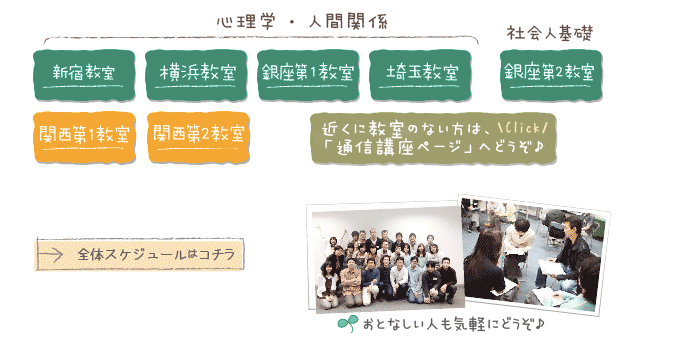 心理学・人間関係
社会人基礎
新宿教室
横浜教室
銀座第1教室
埼玉教室
銀座第2教室
関西第1教室
関西第2教室
近くに教室のない方は、\Click/
「通信講座ページ」へどうぞ♪
全体スケジュールはコチラ
おとなしい人も気軽にどうぞ♪